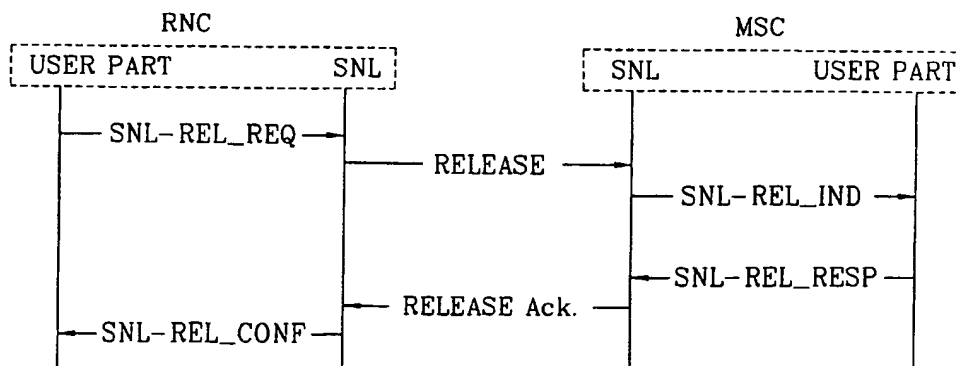 RNC
MSC
USER PART SNL
SNL USER PART
SNL-REL_REQ
RELEASE
SNL-REL_IND
SNL-REL_RESP
RELEASE Ack.
SNL-REL_CONF